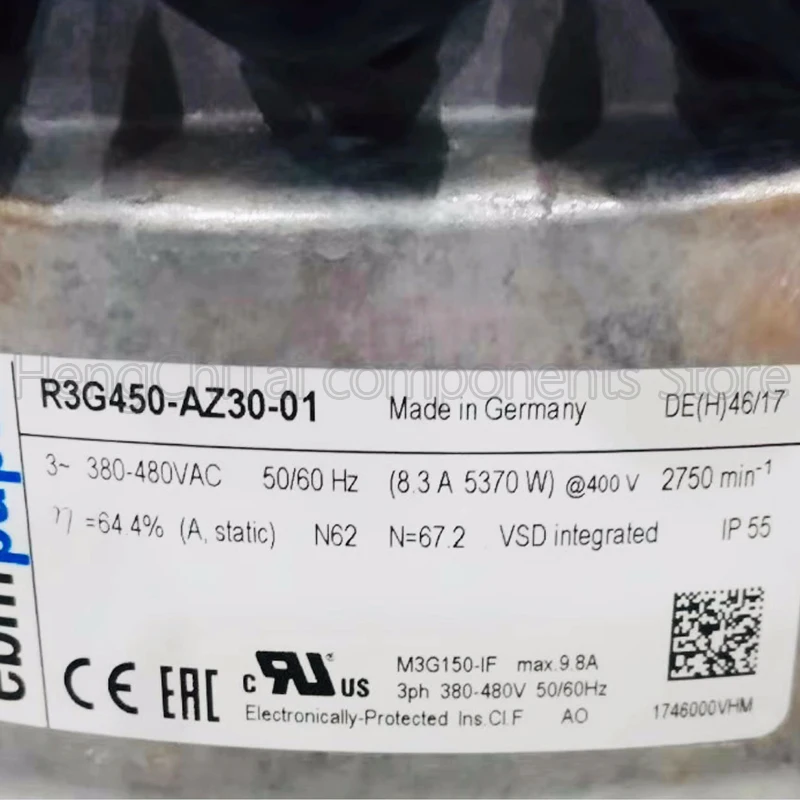 HengChuai components Store
R3G450-AZ30-01 Made in Germany DE(H)46/17
3~ 380-480VAC 50/60 Hz (8.3 A 5370 W) @400 V 2750 min-1
η =64.4% (A, static) N62 N=67.2 VSD integrated IP 55
CE EAC c RU ® US
M3G150-IF max.9.8A
3ph 380-480V 50/60Hz
Electronically-Protected Ins.Cl.F AO
1746000VHM